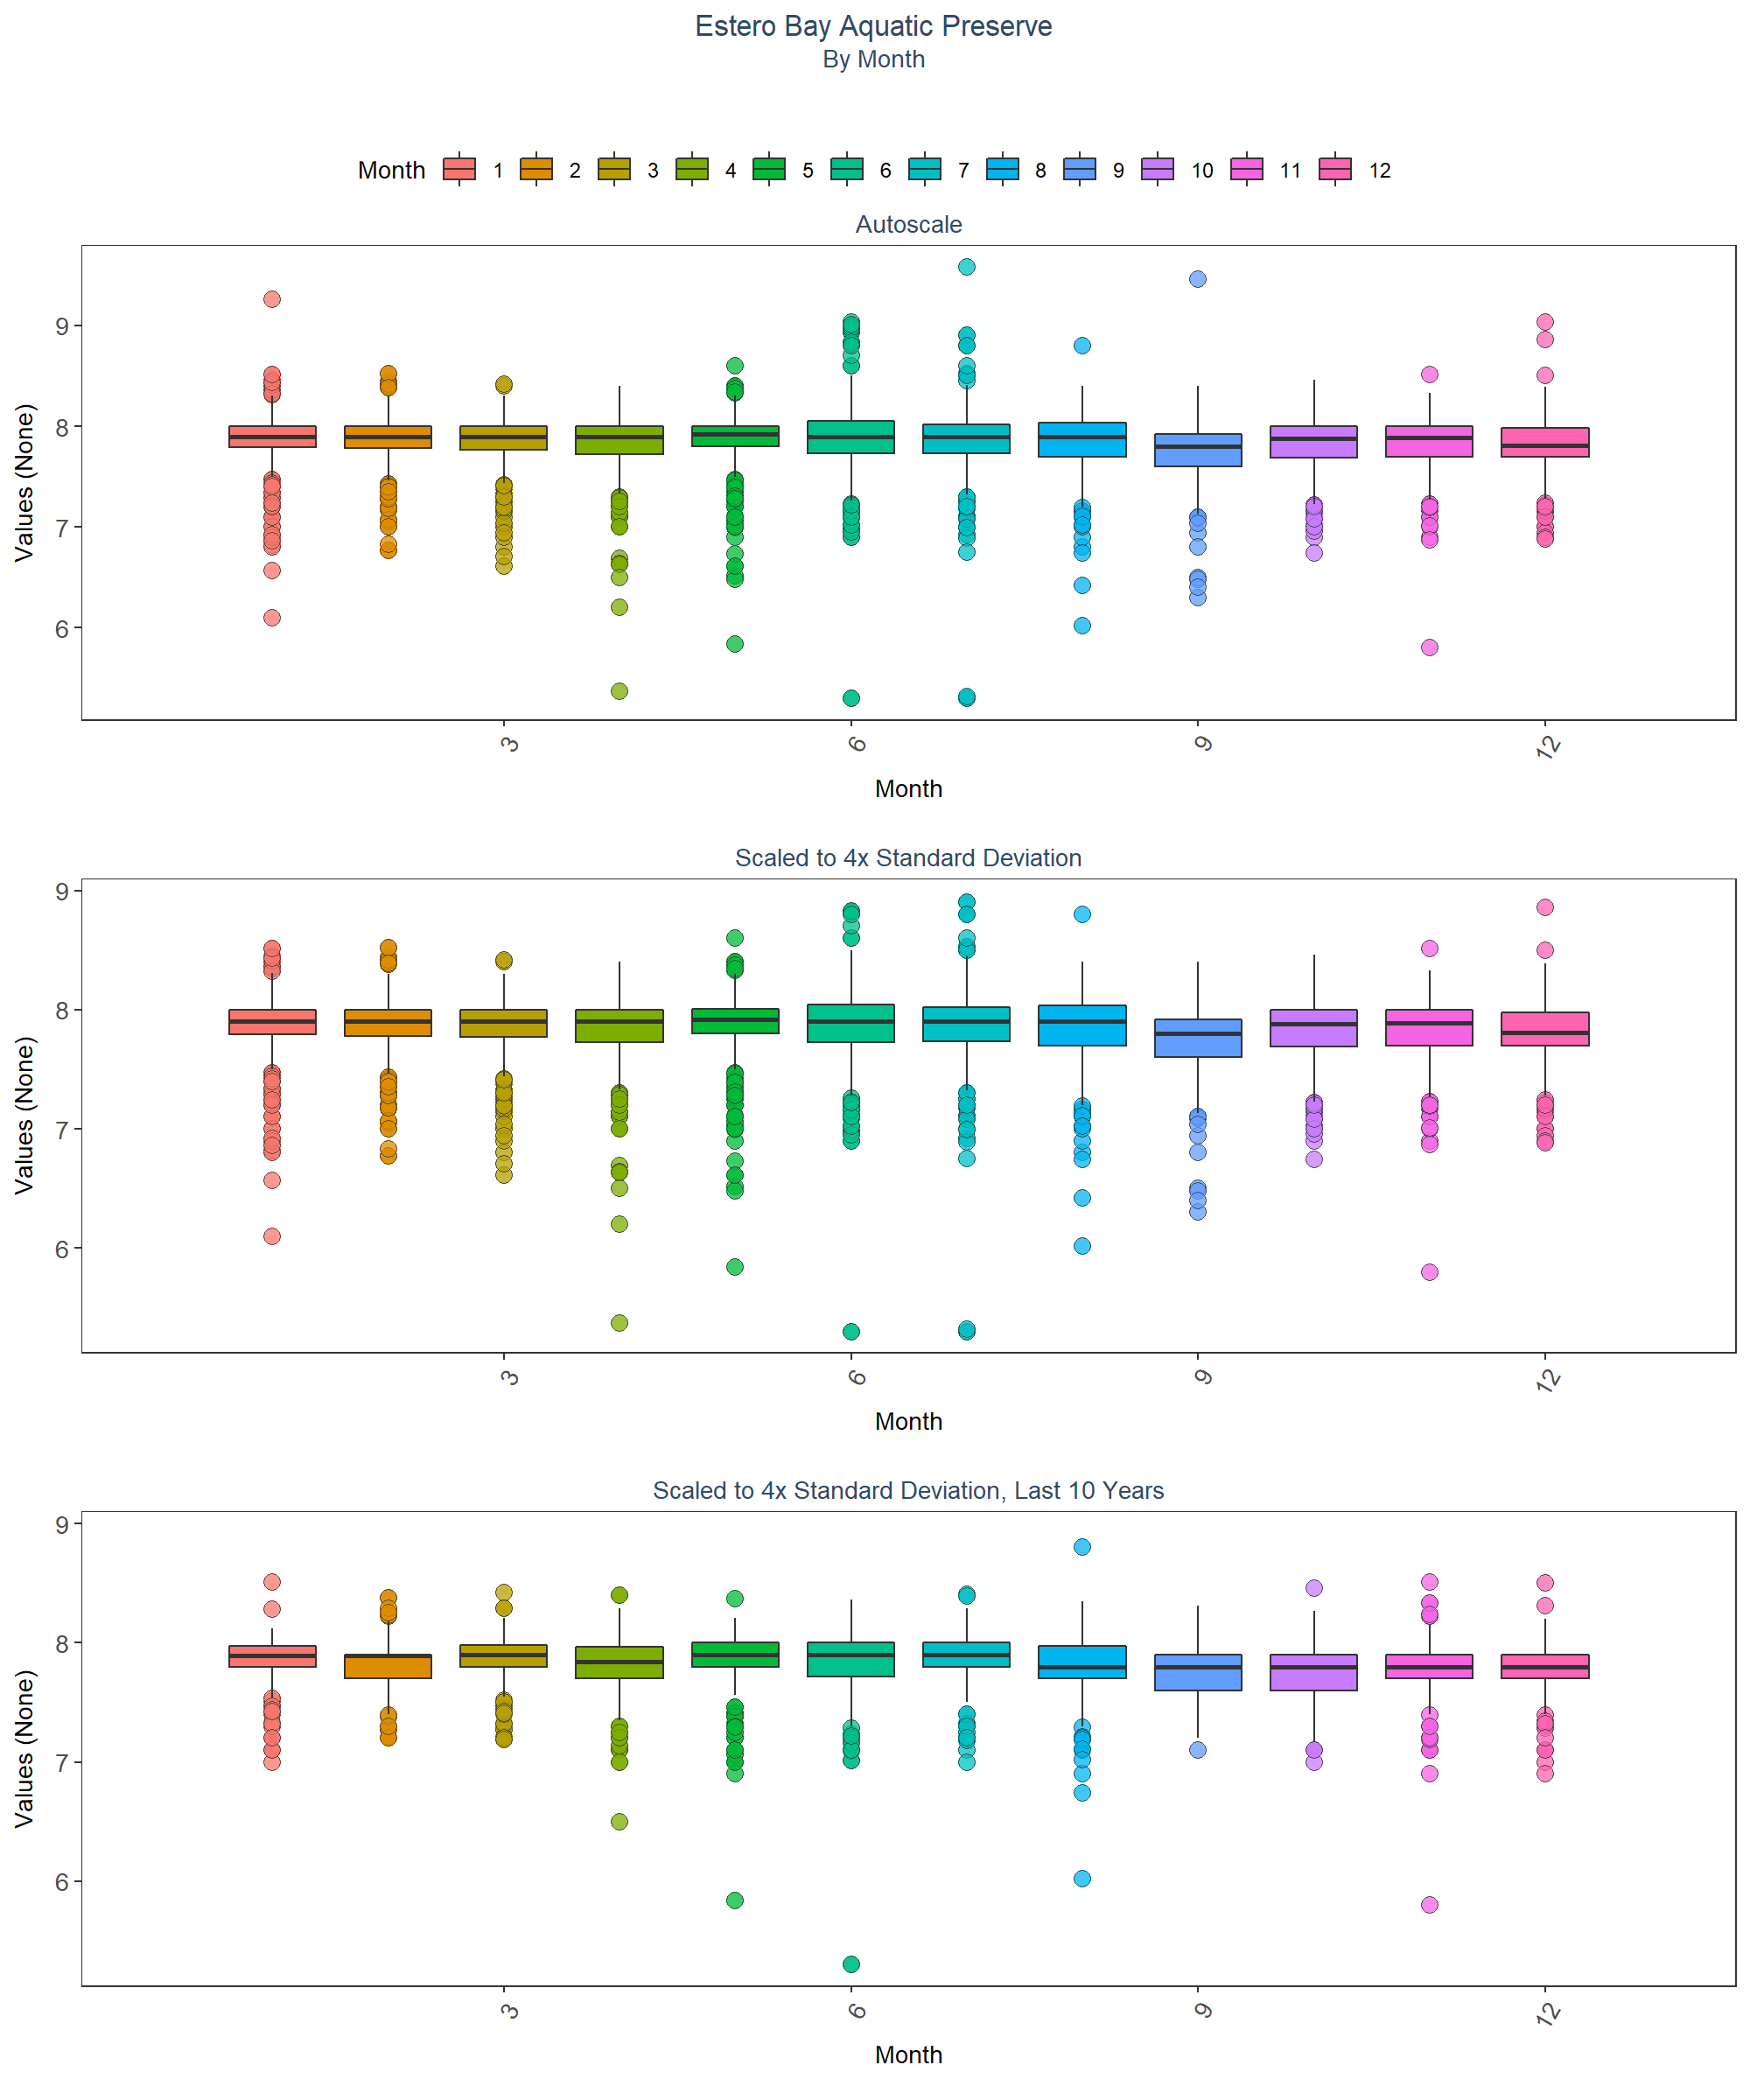 Estero Bay Aquatic Preserve
By Month
Month 1 2 3 4 5 6 7 8 9 10 11 12
Autoscale
Values (None)
9
8
7
6
3 6 9 12
Month
Scaled to 4x Standard Deviation
Values (None)
9
8
7
6
3 6 9 12
Month
Scaled to 4x Standard Deviation, Last 10 Years
Values (None)
9
8
7
6
3 6 9 12
Month